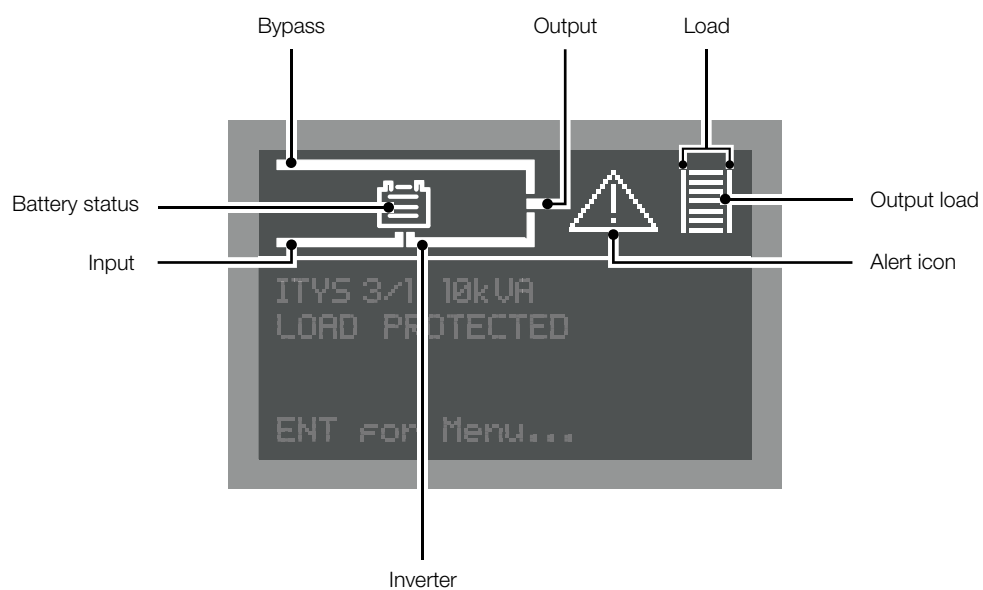 Bypass
Output
Load
Battery status
Output load
Input
Alert icon
ITYS 3/1 10kVA
LOAD PROTECTED
ENT for Menu...
Inverter